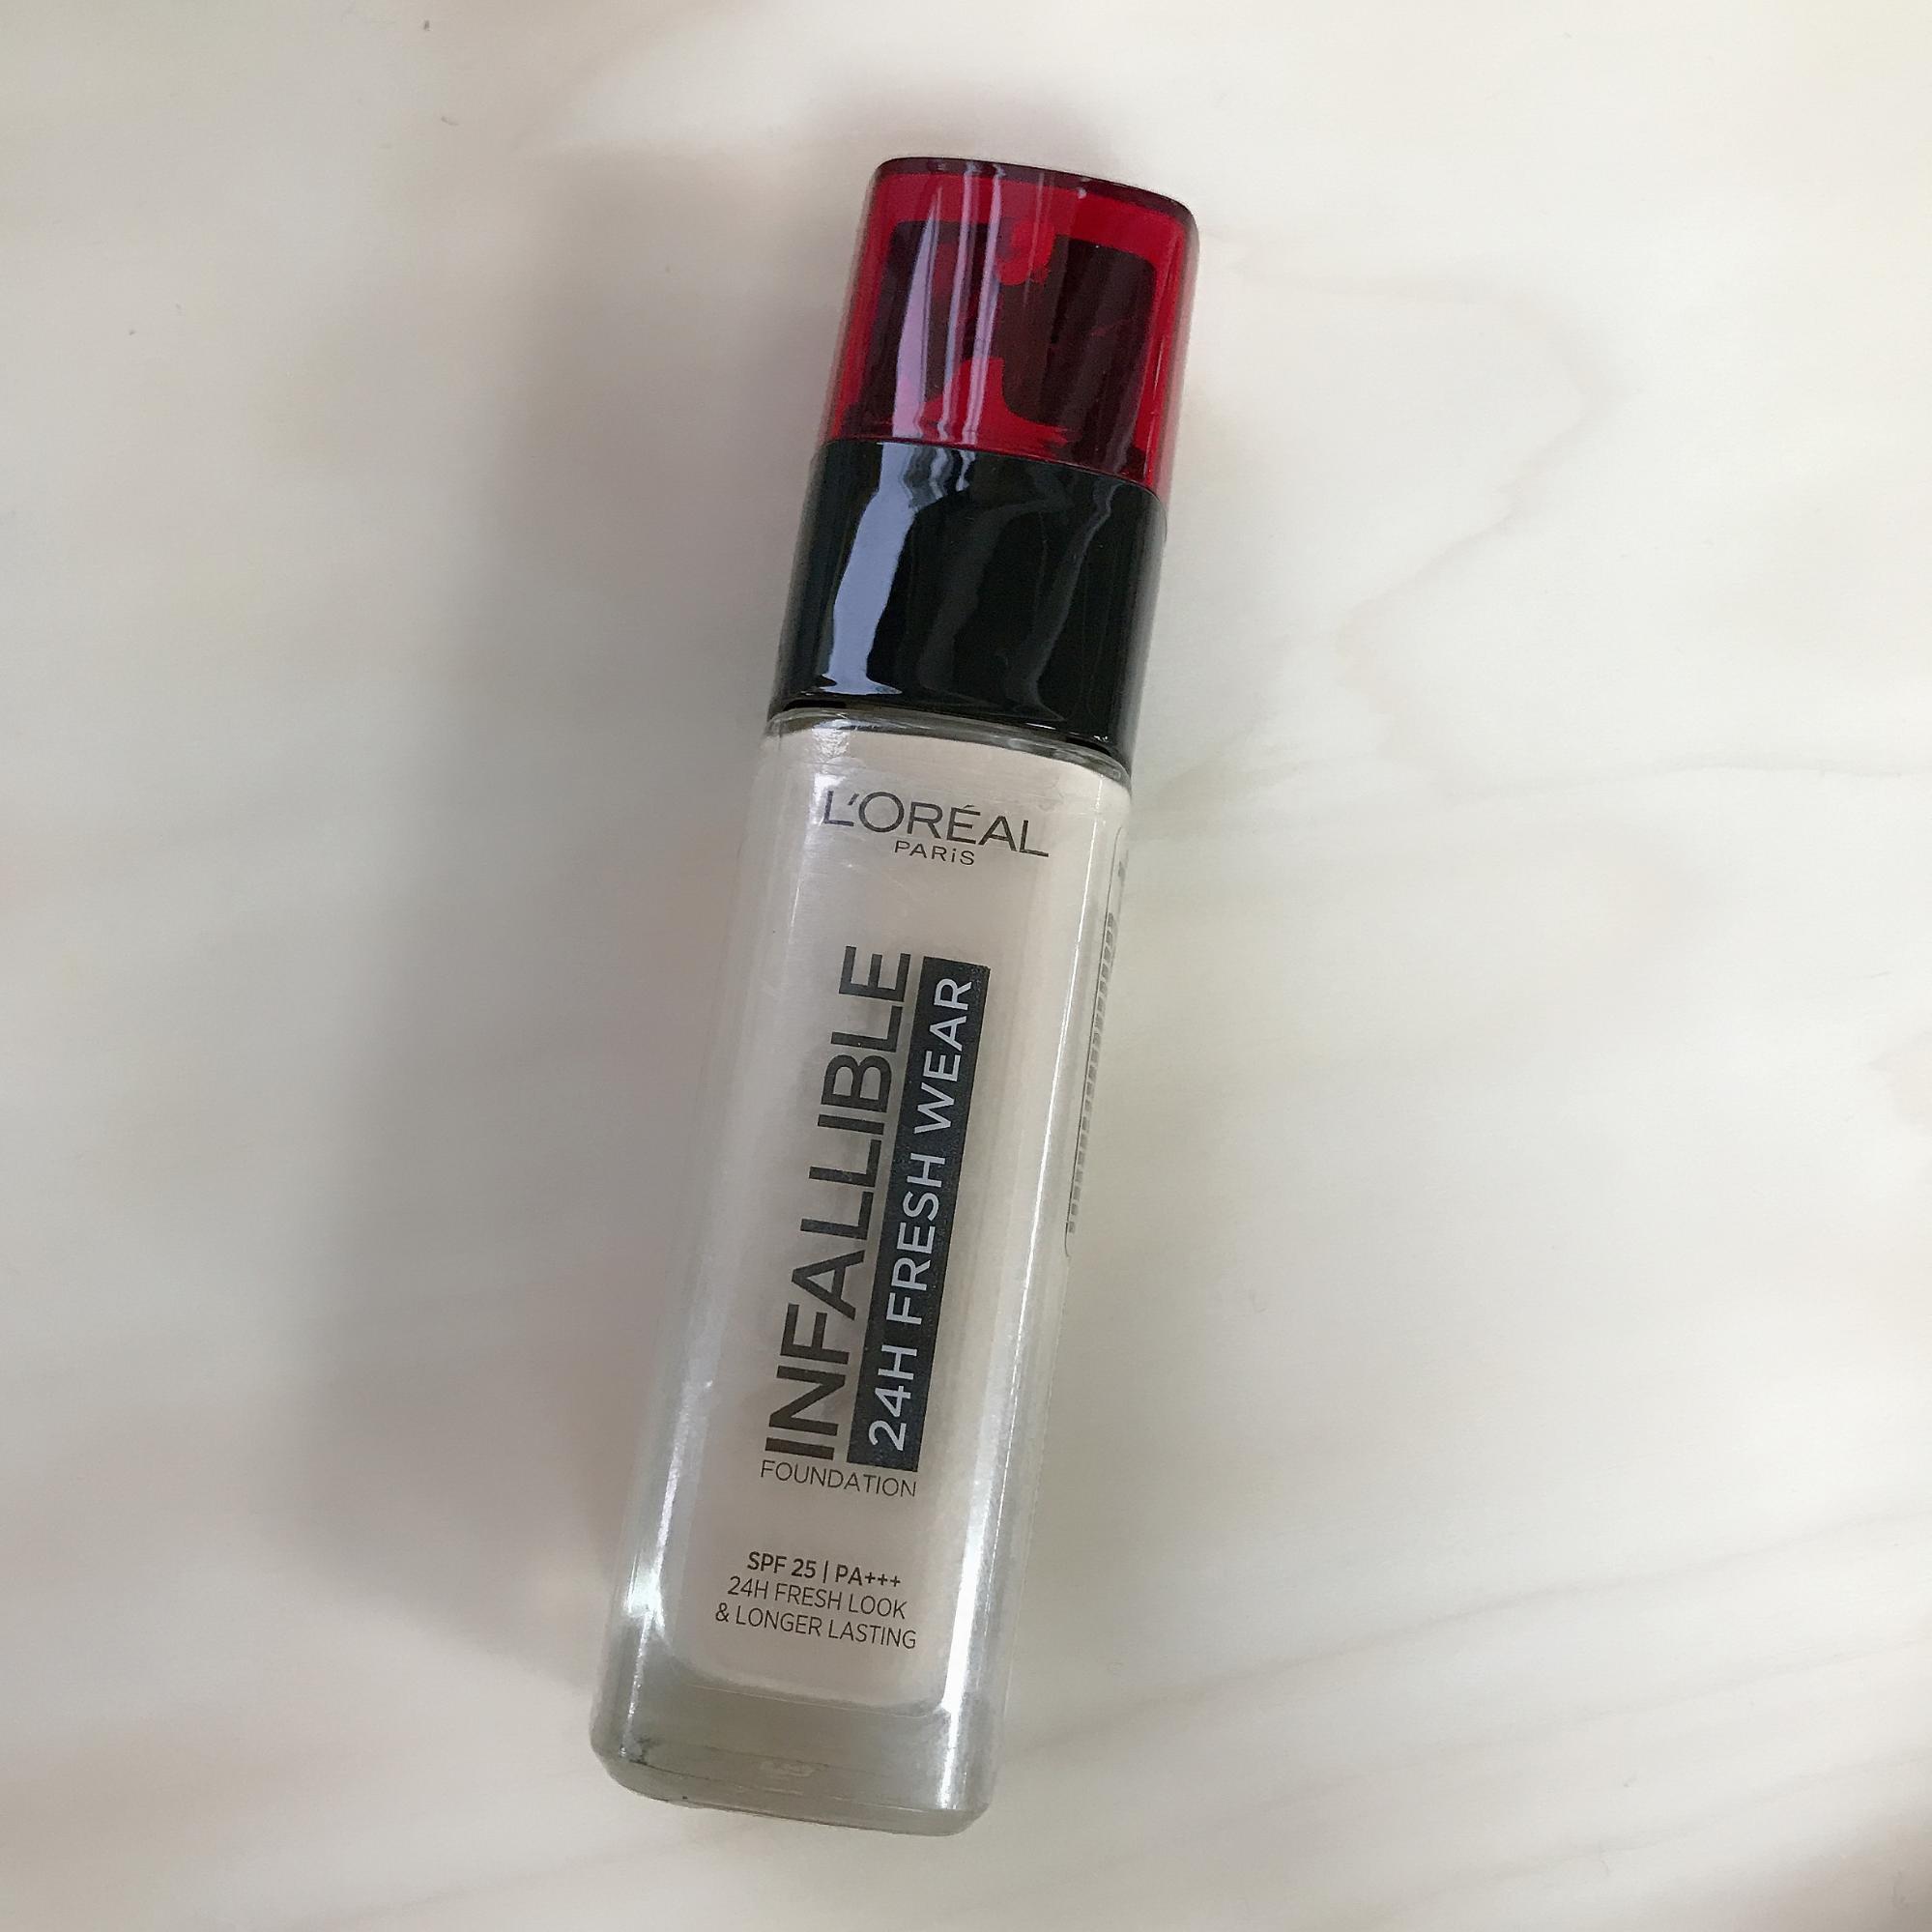 L'ORÉAL
PARiS
INFALLIBLE
24H FRESH WEAR
FOUNDATION
SPF 25 | PA+++
24H FRESH LOOK
& LONGER LASTING